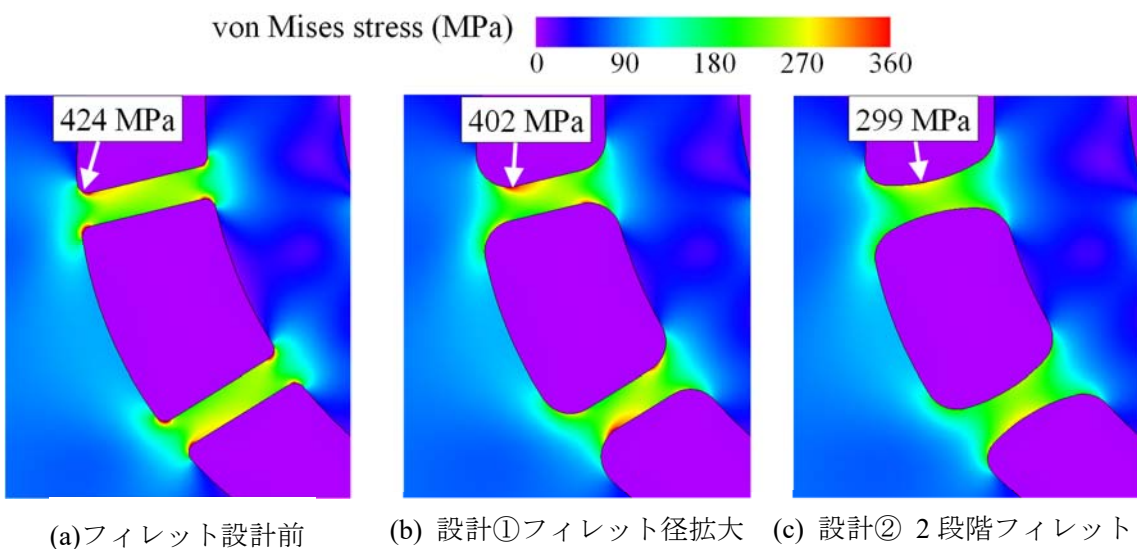 von Mises stress (MPa)
0 90 180 270 360
424 MPa
402 MPa
299 MPa
(a)フィレット設計前
(b) 設計①フィレット径拡大
(c) 設計② 2段階フィレット